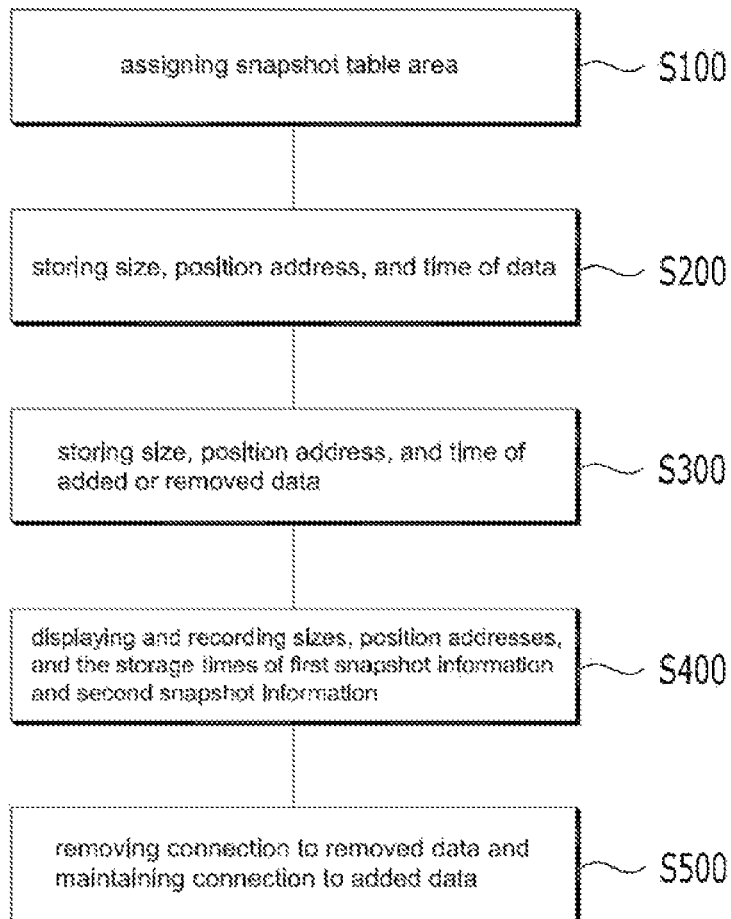 assigning snapshot table area
S100
storing size, position address, and time of data
S200
storing size, position address, and time of
added or removed data
S300
displaying and recording sizes, position addresses,
and the storage times of first snapshot information
and second snapshot information
S400
removing connection to removed data and
maintaining connection to added data
S500